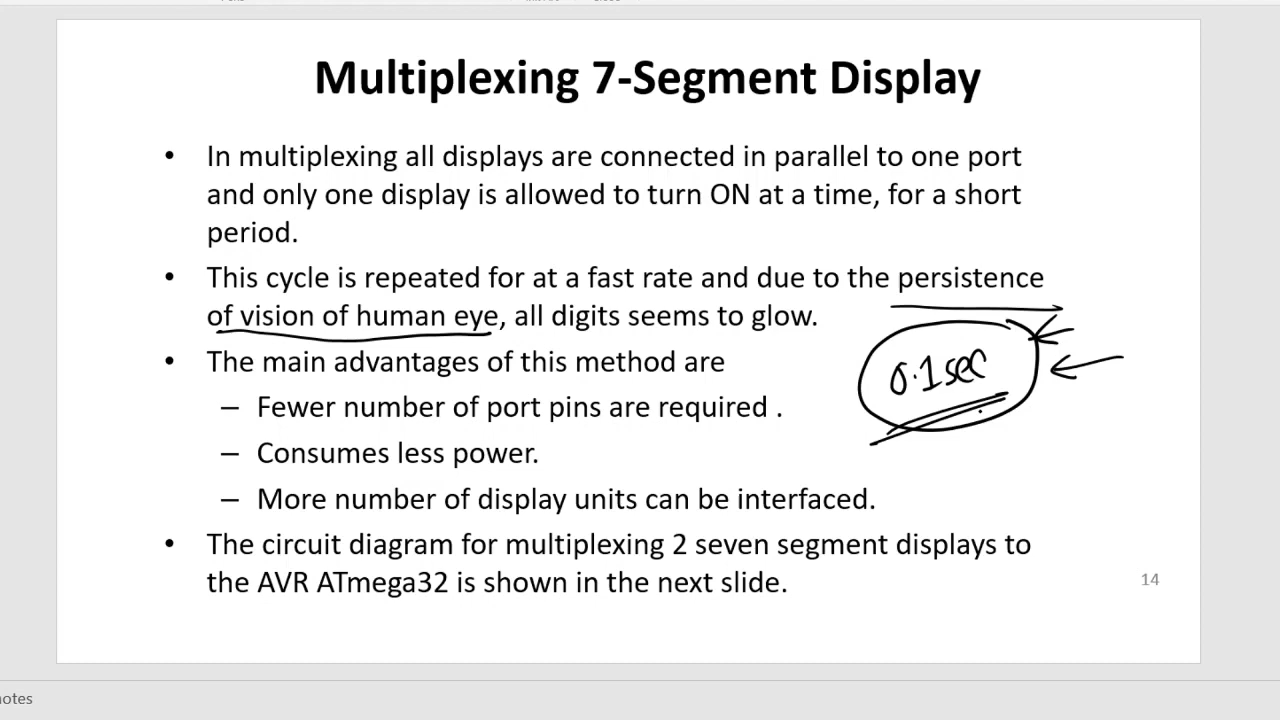 Multiplexing 7-Segment Display
• In multiplexing all displays are connected in parallel to one port
and only one display is allowed to turn ON at a time, for a short
period.
• This cycle is repeated for at a fast rate and due to the persistence
of vision of human eye, all digits seems to glow.
• The main advantages of this method are
0.1sec
– Fewer number of port pins are required .
– Consumes less power.
– More number of display units can be interfaced.
• The circuit diagram for multiplexing 2 seven segment displays to
the AVR ATmega32 is shown in the next slide.
14
notes